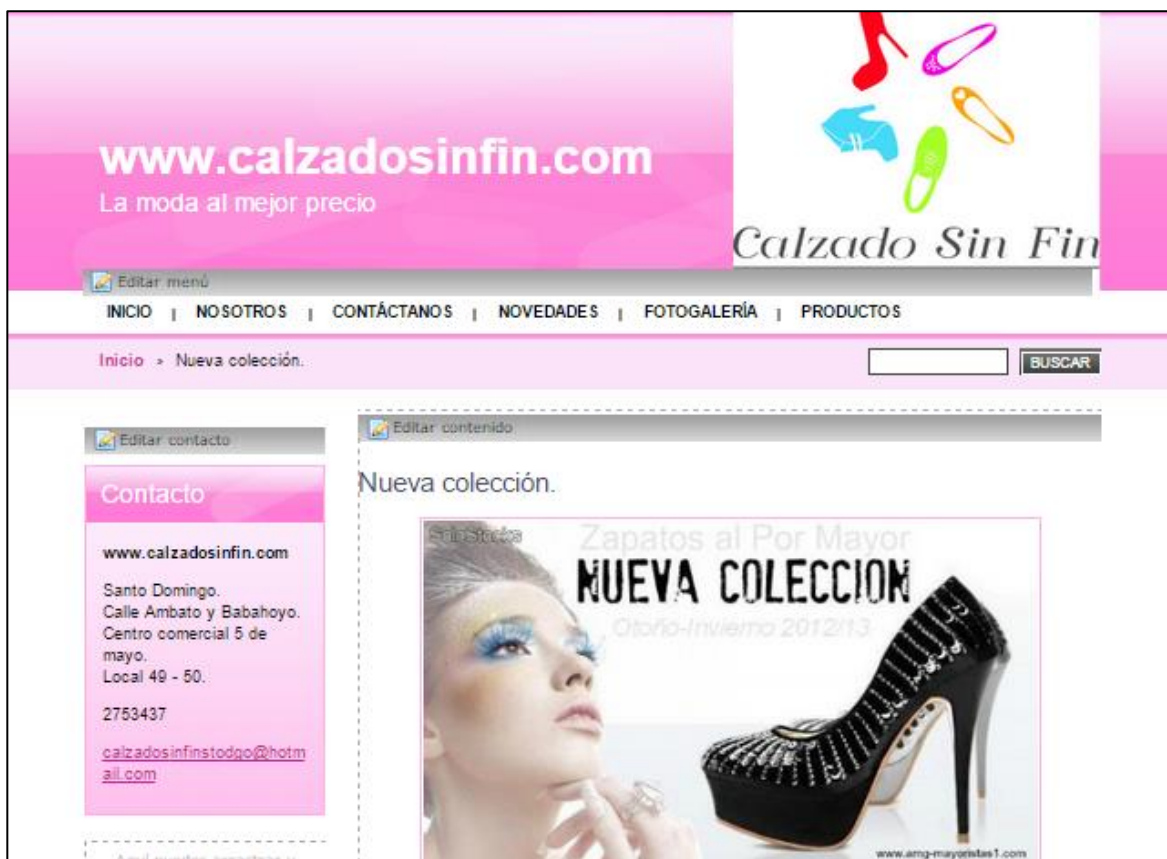 www.calzadosinfin.com
La moda al mejor precio
Calzado Sin Fin
Editar menú
INICIO | NOSOTROS | CONTÁCTANOS | NOVEDADES | FOTOGALERÍA | PRODUCTOS
Inicio » Nueva colección.
BUSCAR
Editar contacto
Contacto
www.calzadosinfin.com
Santo Domingo.
Calle Ambato y Babahoyo.
Centro comercial 5 de
mayo.
Local 49 - 50.
2753437
calzadosinfinstodgo@hotm
ail.com
Editar contenido
Nueva colección.
SoloStocks
Zapatos al Por Mayor
NUEVA COLECCION
Otoño-Invierno 2012/13
www.amg-mayoristas1.com